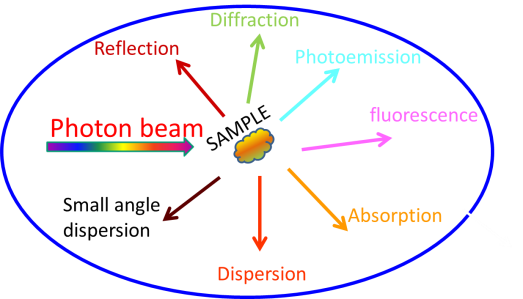 Diffraction
Reflection
Photoemission
fluorescence
Photon beam
SAMPLE
Small angle
dispersion
Absorption
Dispersion